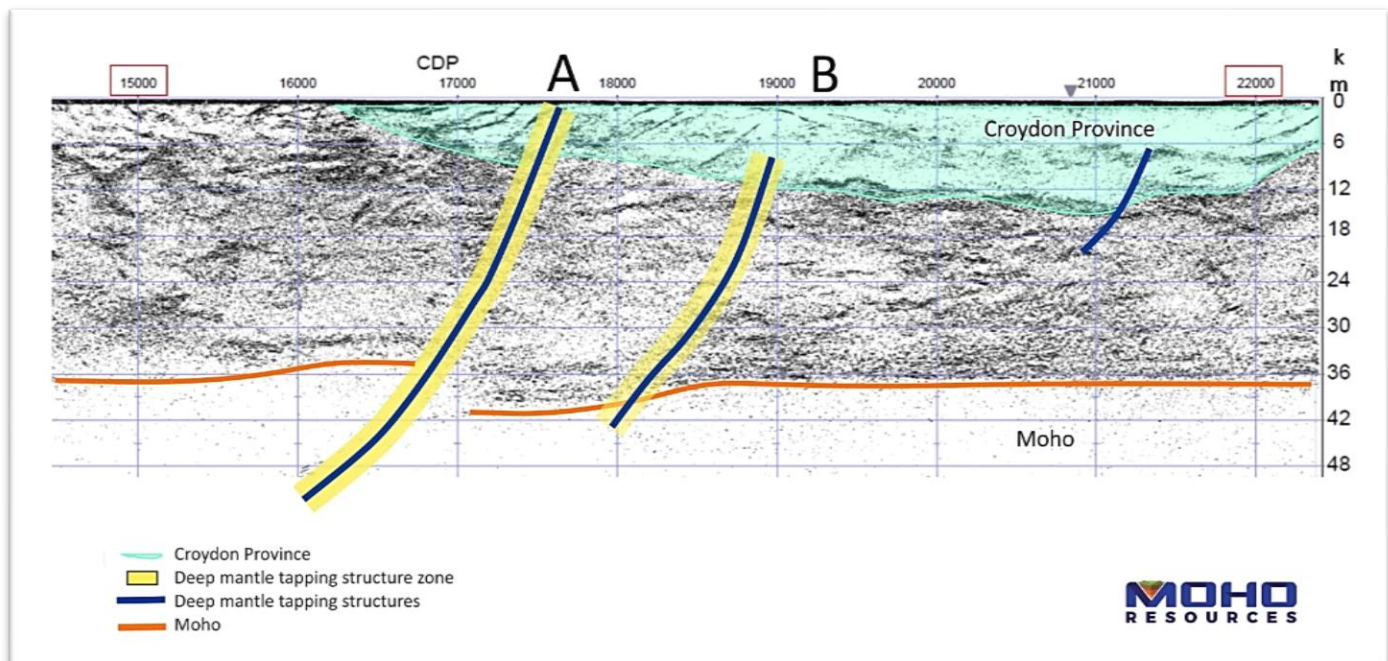 CDP A B k
15000 16000 17000 18000 19000 20000 21000 22000 m
0
Croydon Province
6
12
18
24
30
36
42
Moho
48
Croydon Province
Deep mantle tapping structure zone
Deep mantle tapping structures
Moho
MOHO
RESOURCES